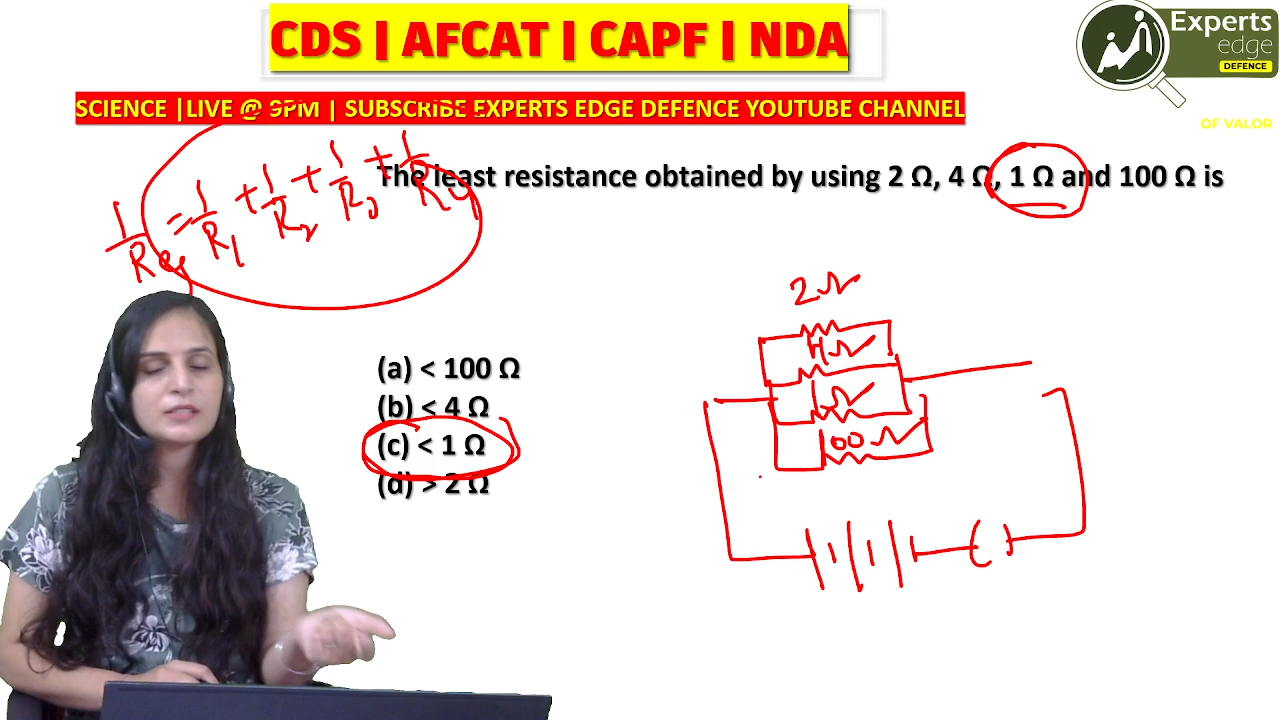 CDS | AFCAT | CAPF | NDA
Experts
edge
DEFENCE
SCIENCE |LIVE @ 9PM | SUBSCRIBE EXPERTS EDGE DEFENCE YOUTUBE CHANNEL
OF VALOR
The least resistance obtained by using 2 Ω, 4 Ω, 1 Ω and 100 Ω is
1/Req = 1/R1 + 1/R2 + 1/R3 + 1/R4
2Ω
4Ω
1Ω
100Ω
(a) < 100 Ω
(b) < 4 Ω
(c) < 1 Ω
(d) > 2 Ω